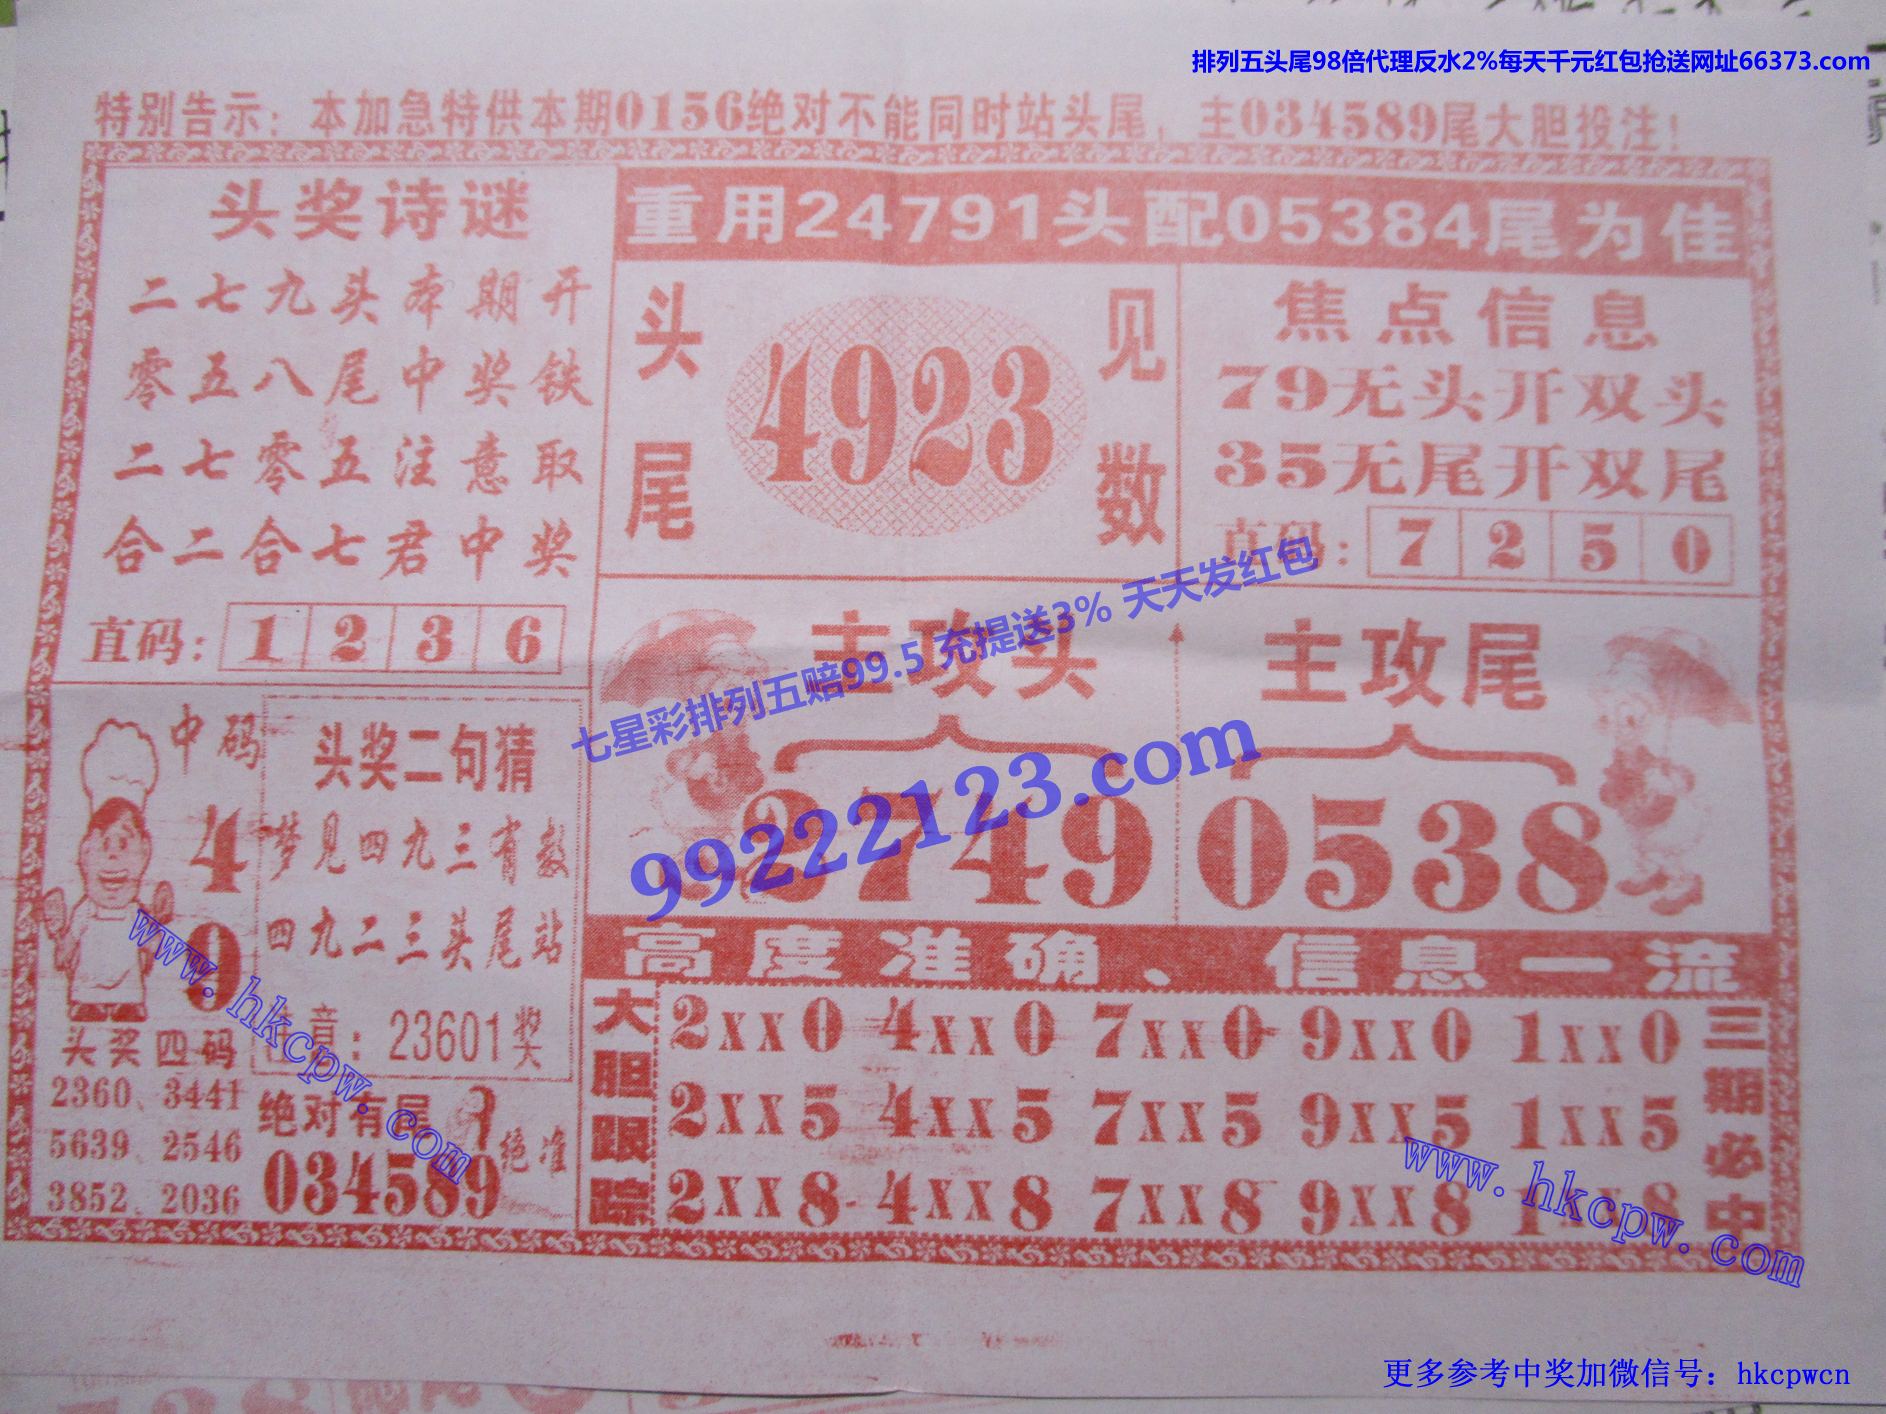 排列五头尾98倍代理反水2%每天千元红包抢送网址66373.com
特别告示：本加急特供本期0156绝对不能同时站头尾，主034589尾大胆投注！
头奖诗谜
二七九头本期开
零五八尾中奖铁
二七零五注意取
合二合七君中奖
直码：1 2 3 6
重用24791头配05384尾为佳
头尾 4923 见数
焦点信息
79无头开双头
35无尾开双尾
直码：7 2 5 0
主攻头
2749
主攻尾
0538
七星彩排列五赔99.5 充提送3% 天天发红包
99222123.com
中码
4
9
头奖四码
2360、3441
5639、2546
3852、2036
头奖二句猜
梦见四九三有数
四九二三头尾站
音：23601奖
绝对有尾
034589
绝准
高度准确、信息一流
大胆跟踪
2XX0 4XX0 7XX0 9XX0 1XX0
2XX5 4XX5 7XX5 9XX5 1XX5
2XX8 4XX8 7XX8 9XX8 1XX8
三期必中
www.hkcpw.com
www.hkcpw.com
更多参考中奖加微信号：hkcpwcn